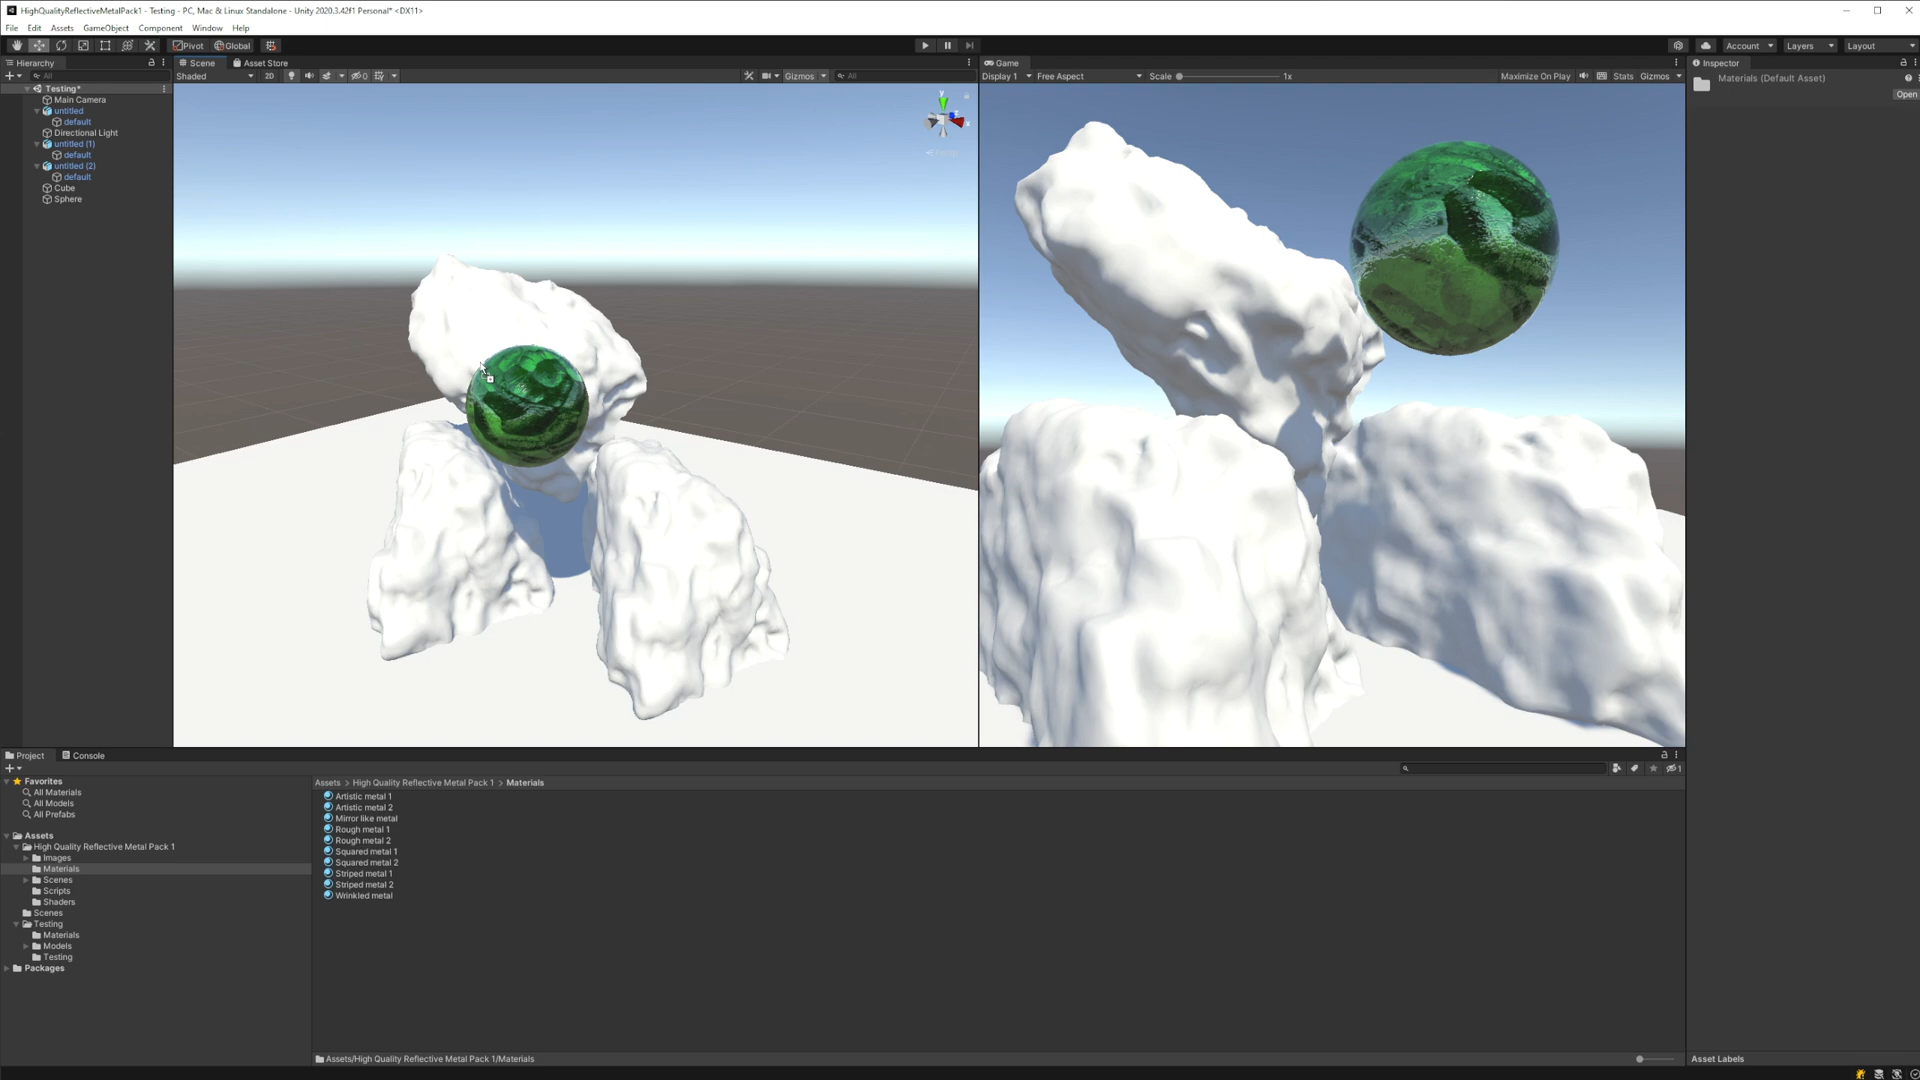 HighQualityReflectiveMetalPack1 - Testing - PC, Mac & Linux Standalone - Unity 2020.3.42f1 Personal* <DX11>
File Edit Assets GameObject Component Window Help
Pivot Global Account Layers Layout
Hierarchy Scene Asset Store Game Inspector
All Shaded 2D 0 Gizmos All Display 1 Free Aspect Scale 1x Maximize On Play Stats Gizmos Materials (Default Asset)
Open
Testing*
Main Camera
untitled
default
Directional Light
untitled (1)
default
untitled (2)
default
Cube
Sphere
y
x
Project Console
Favorites
All Materials
All Models
All Prefabs
Assets
High Quality Reflective Metal Pack 1
Images
Materials
Scenes
Scripts
Shaders
Scenes
Testing
Materials
Models
Testing
Packages
1
Assets > High Quality Reflective Metal Pack 1 > Materials
Artistic metal 1
Artistic metal 2
Mirror like metal
Rough metal 1
Rough metal 2
Squared metal 1
Squared metal 2
Striped metal 1
Striped metal 2
Wrinkled metal
Assets/High Quality Reflective Metal Pack 1/Materials
Asset Labels